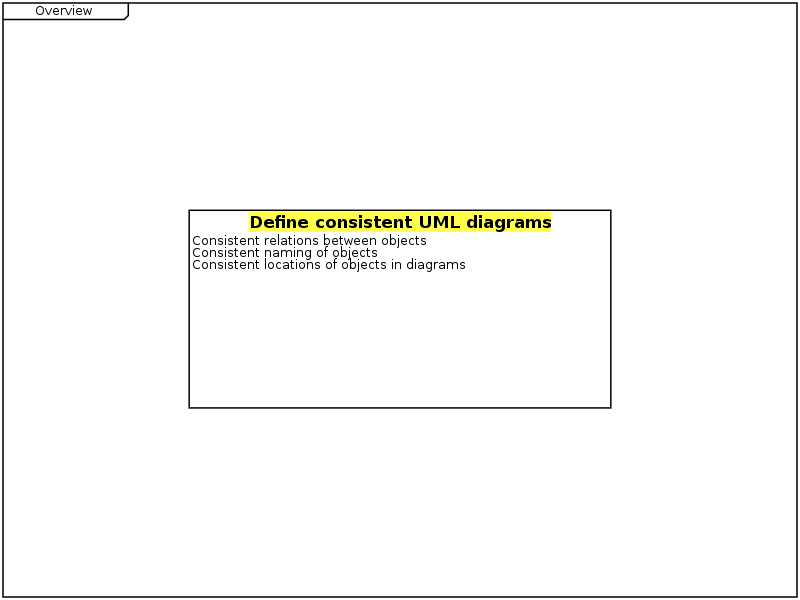 Overview
Define consistent UML diagrams
Consistent relations between objects
Consistent naming of objects
Consistent locations of objects in diagrams